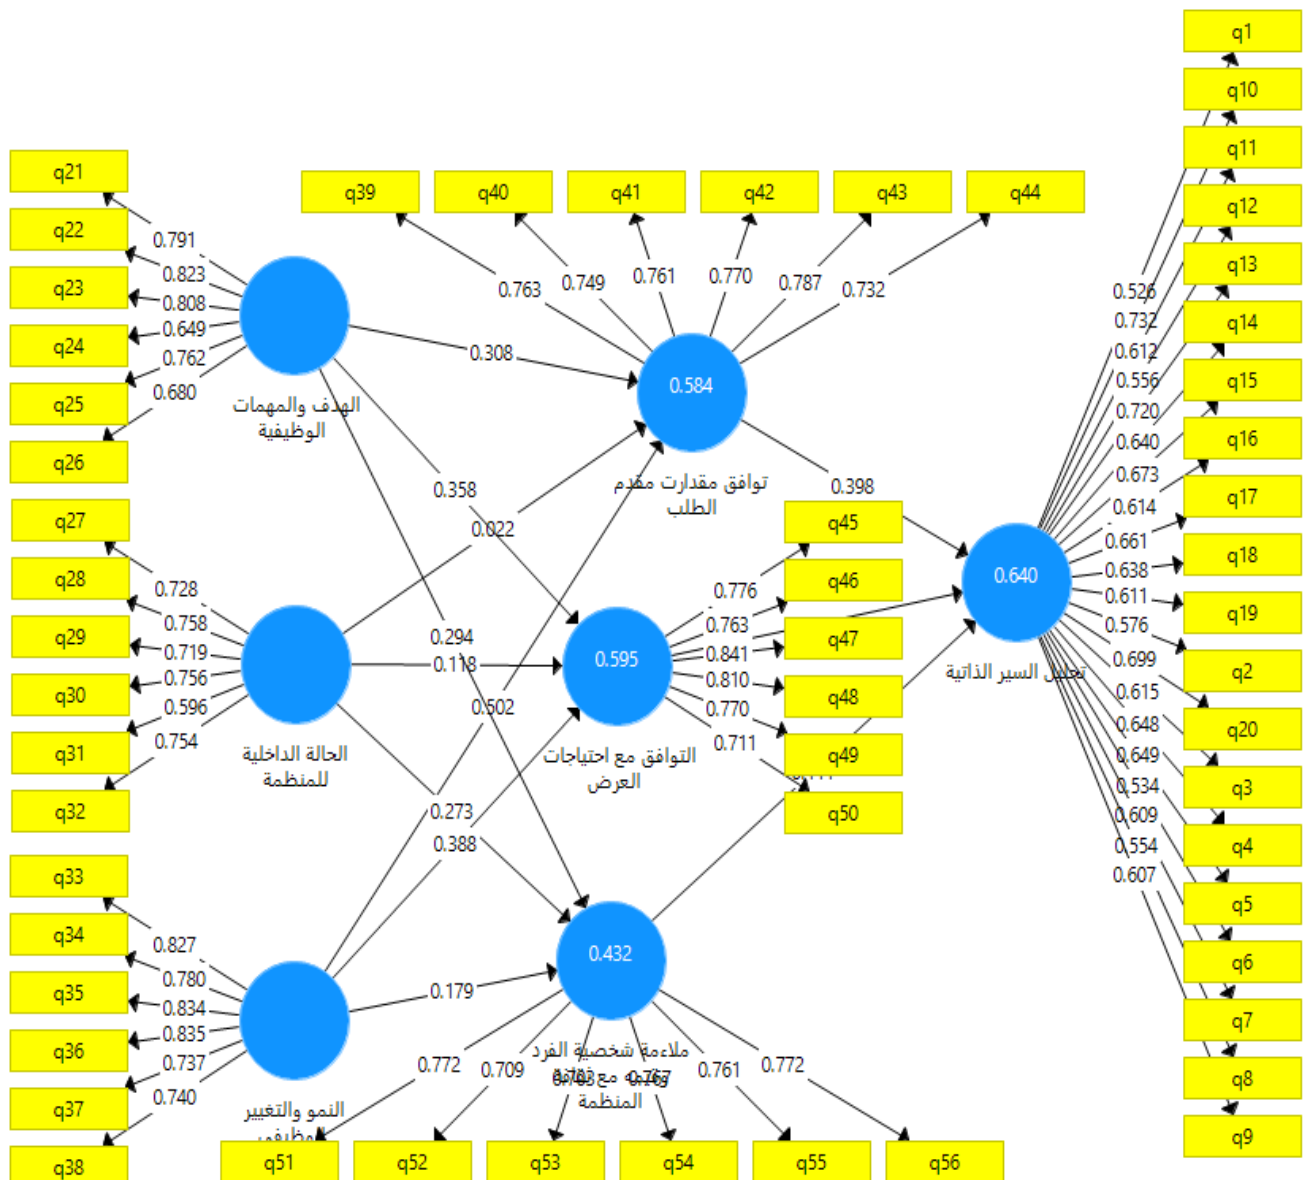 q1
q10
q11
q12
q13
q14
q15
q16
q17
q18
q19
q2
q20
q3
q4
q5
q6
q7
q8
q9
0.526
0.732
0.612
0.556
0.720
0.640
0.673
0.614
0.661
0.638
0.611
0.576
0.699
0.615
0.648
0.649
0.534
0.609
0.554
0.607
0.640
تحليل السير الذاتية
q39
q40
q41
q42
q43
q44
0.763
0.749
0.761
0.770
0.787
0.732
0.584
توافق مقدارت مقدم
الطلب
0.398
q21
q22
q23
q24
q25
q26
0.791
0.823
0.808
0.649
0.762
0.680
الهدف والمهمات
الوظيفية
0.308
0.358
0.294
q27
q28
q29
q30
q31
q32
0.728
0.758
0.719
0.756
0.596
0.754
الحالة الداخلية
للمنظمة
0.022
0.118
0.273
q45
q46
q47
q48
q49
q50
0.776
0.763
0.841
0.810
0.770
0.711
0.595
التوافق مع احتياجات
العرض
q33
q34
q35
q36
q37
q38
0.827
0.780
0.834
0.835
0.737
0.740
النمو والتغيير
0.502
0.388
0.179
0.432
ملاءمة شخصية الفرد
المنظمة
0.772
0.709
0.761
0.772
q51
q52
q53
q54
q55
q56